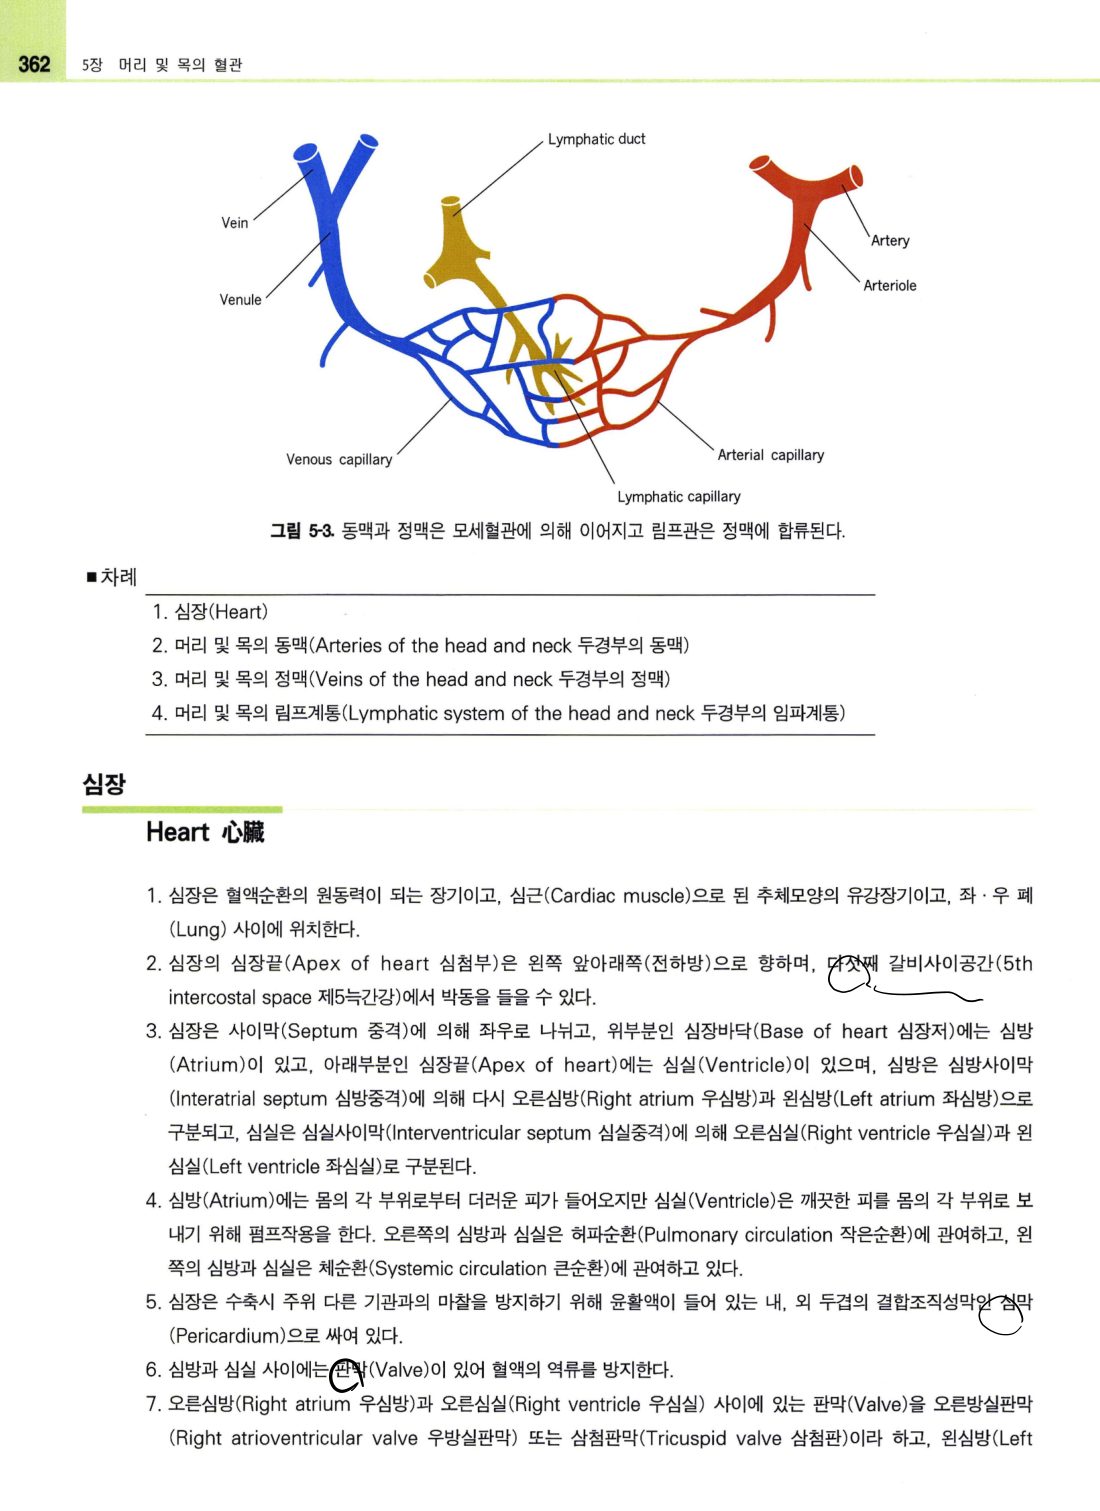 362 5장 머리 및 목의 혈관
Lymphatic duct
Vein
Artery
Arteriole
Venule
Venous capillary
Arterial capillary
Lymphatic capillary
그림 5-3. 동맥과 정맥은 모세혈관에 의해 이어지고 림프관은 정맥에 합류된다.
■차례
1. 심장(Heart)
2. 머리 및 목의 동맥(Arteries of the head and neck 두경부의 동맥)
3. 머리 및 목의 정맥(Veins of the head and neck 두경부의 정맥)
4. 머리 및 목의 림프계통(Lymphatic system of the head and neck 두경부의 임파계통)
심장
Heart 心臟
1. 심장은 혈액순환의 원동력이 되는 장기이고, 심근(Cardiac muscle)으로 된 추체모양의 유강장기이고, 좌·우 폐
(Lung) 사이에 위치한다.
2. 심장의 심장끝(Apex of heart 심첨부)은 왼쪽 앞아래쪽(전하방)으로 향하며, 다섯째 갈비사이공간(5th
intercostal space 제5늑간강)에서 박동을 들을 수 있다.
3. 심장은 사이막(Septum 중격)에 의해 좌우로 나뉘고, 위부분인 심장바닥(Base of heart 심장저)에는 심방
(Atrium)이 있고, 아래부분인 심장끝(Apex of heart)에는 심실(Ventricle)이 있으며, 심방은 심방사이막
(Interatrial septum 심방중격)에 의해 다시 오른심방(Right atrium 우심방)과 왼심방(Left atrium 좌심방)으로
구분되고, 심실은 심실사이막(Interventricular septum 심실중격)에 의해 오른심실(Right ventricle 우심실)과 왼
심실(Left ventricle 좌심실)로 구분된다.
4. 심방(Atrium)에는 몸의 각 부위로부터 더러운 피가 들어오지만 심실(Ventricle)은 깨끗한 피를 몸의 각 부위로 보
내기 위해 펌프작용을 한다. 오른쪽의 심방과 심실은 허파순환(Pulmonary circulation 작은순환)에 관여하고, 왼
쪽의 심방과 심실은 체순환(Systemic circulation 큰순환)에 관여하고 있다.
5. 심장은 수축시 주위 다른 기관과의 마찰을 방지하기 위해 윤활액이 들어 있는 내, 외 두겹의 결합조직성막인 심막
(Pericardium)으로 싸여 있다.
6. 심방과 심실 사이에는 판막(Valve)이 있어 혈액의 역류를 방지한다.
7. 오른심방(Right atrium 우심방)과 오른심실(Right ventricle 우심실) 사이에 있는 판막(Valve)을 오른방실판막
(Right atrioventricular valve 우방실판막) 또는 삼첨판막(Tricuspid valve 삼첨판)이라 하고, 왼심방(Left